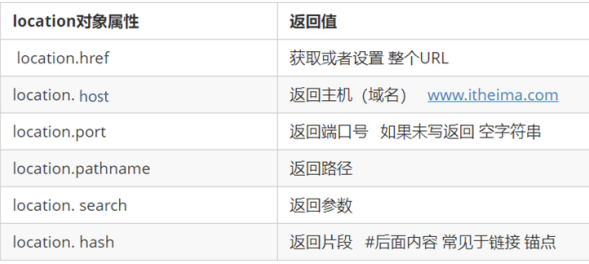 location对象属性 返回值
location.href 获取或者设置 整个URL
location. host 返回主机（域名） www.itheima.com
location.port 返回端口号 如果未写返回 空字符串
location.pathname 返回路径
location. search 返回参数
location. hash 返回片段 #后面内容 常见于链接 锚点